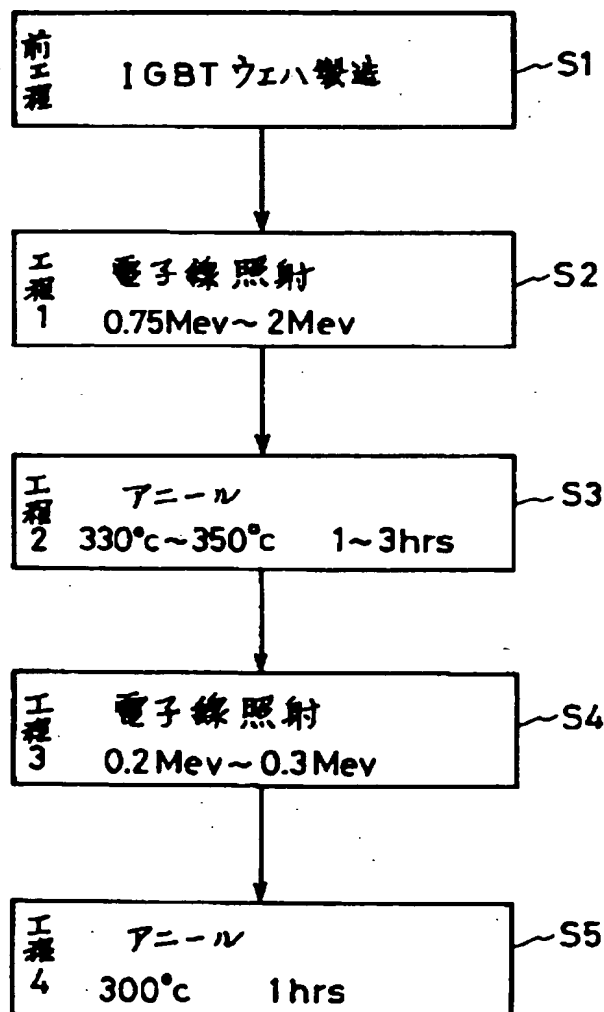 前工程
IGBTウェハ製造
S1
工程1
電子線照射
0.75Mev~2Mev
S2
工程2
アニール
330°c~350°c 1~3hrs
S3
工程3
電子線照射
0.2Mev~0.3Mev
S4
工程4
アニール
300°c 1hrs
S5